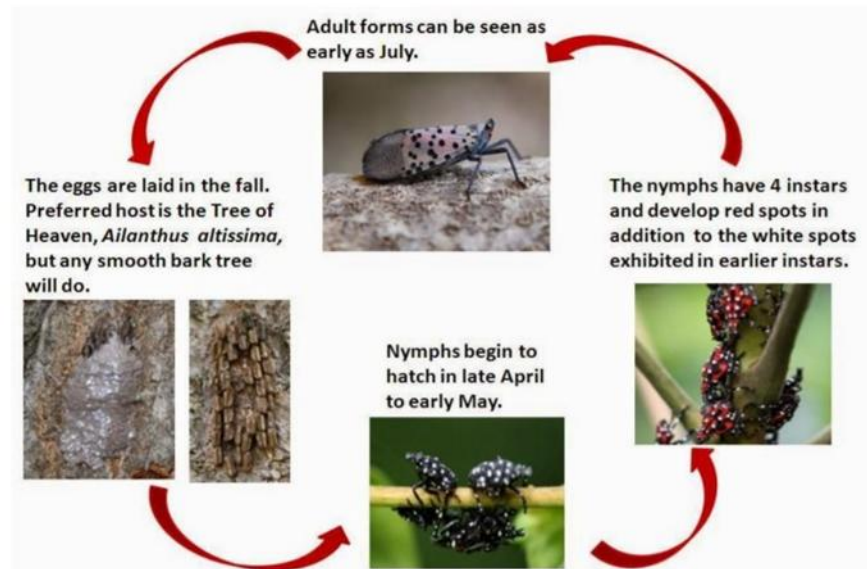 Adult forms can be seen as
early as July.
The eggs are laid in the fall.
Preferred host is the Tree of
Heaven, Ailanthus altissima,
but any smooth bark tree
will do.
Nymphs begin to
hatch in late April
to early May.
The nymphs have 4 instars
and develop red spots in
addition to the white spots
exhibited in earlier instars.